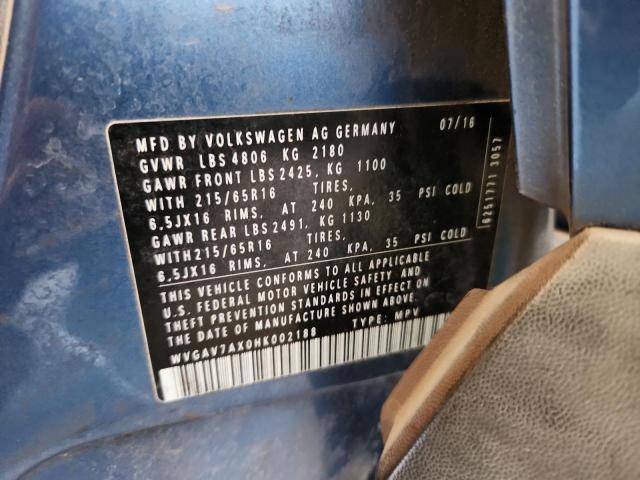 MFD BY VOLKSWAGEN AG GERMANY 07/16
GVWR LBS 4806 KG 2180
GAWR FRONT LBS 2425, KG 1100
WITH 215/65R16 TIRES,
6,5JX16 RIMS, AT 240 KPA, 35 PSI COLD
GAWR REAR LBS 2491, KG 1130
WITH 215/65R16 TIRES,
6,5JX16 RIMS, AT 240 KPA, 35 PSI COLD
THIS VEHICLE CONFORMS TO ALL APPLICABLE
U.S. FEDERAL MOTOR VEHICLE SAFETY AND
THEFT PREVENTION STANDARDS IN EFFECT ON
THE DATE OF MANUFACTURE SHOWN ABOVE.
WVGAV7AX0HK002188 TYPE: MPV
6261771 3057